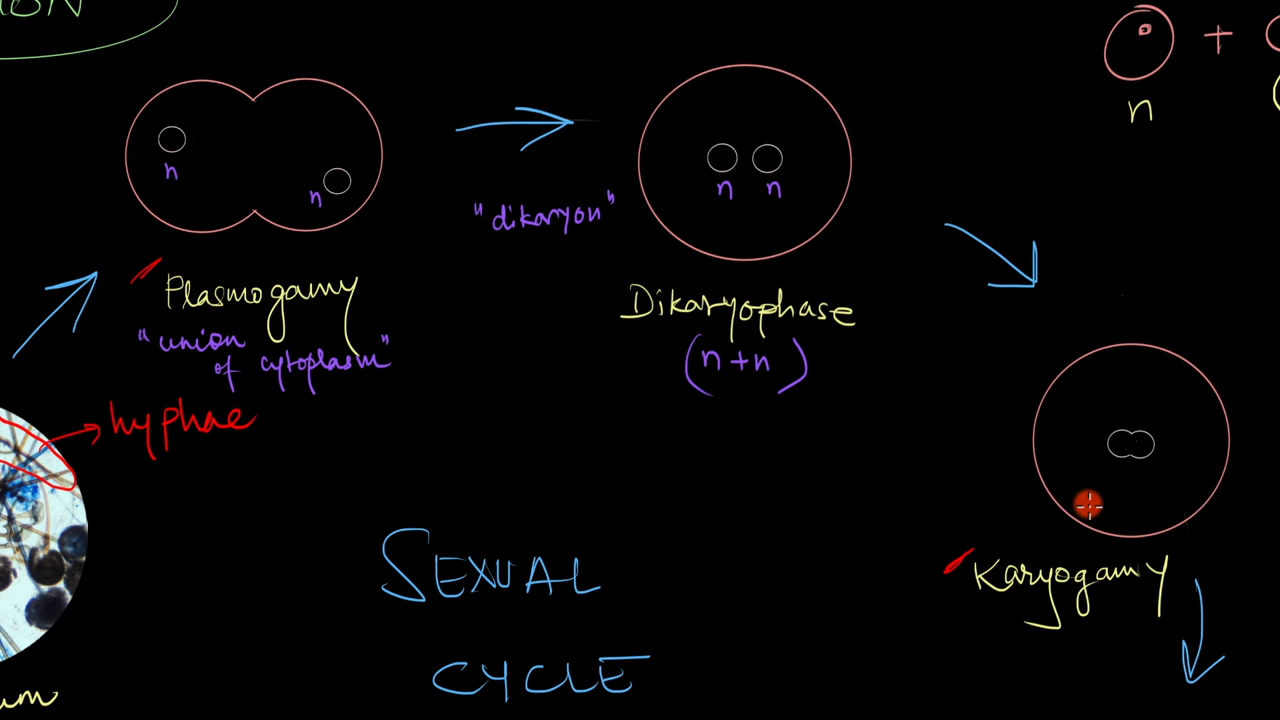 n
+
n
n
n n
"dikaryon"
Plasmogamy
"union
of cytoplasm"
Dikaryophase
(n+n)
hyphae
Karyogamy
SEXUAL
CYCLE